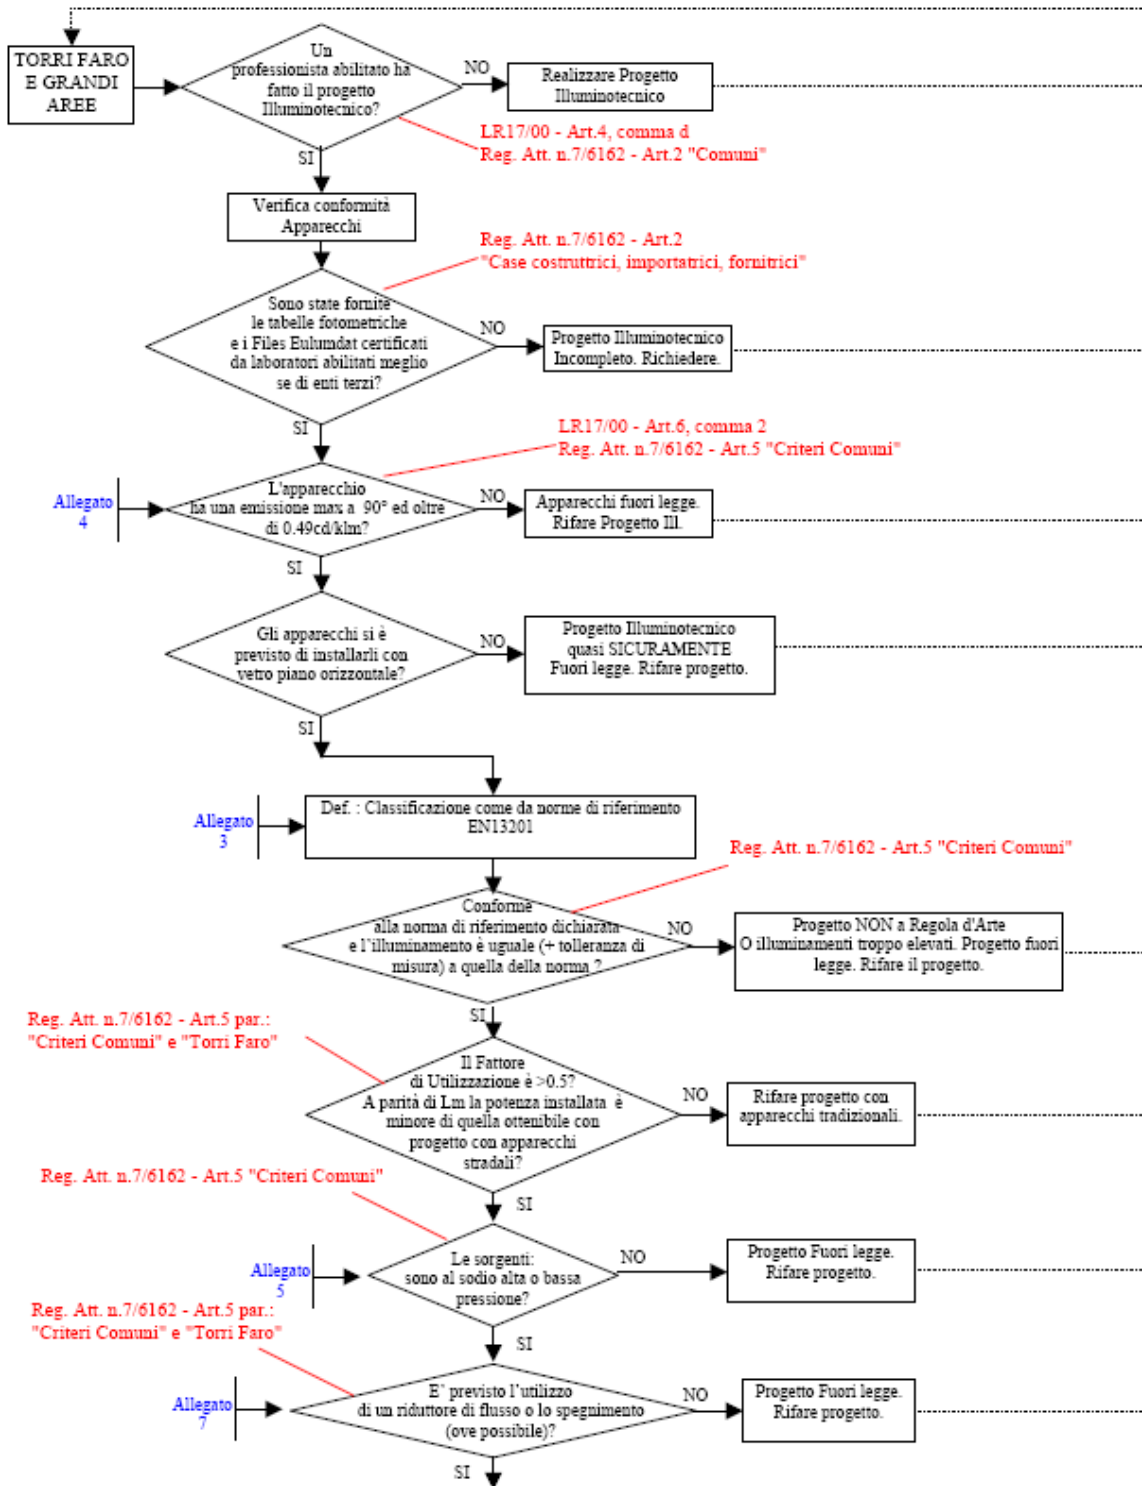 TORRI FARO
E GRANDI
AREE
Un
professionista abilitato ha
fatto il progetto
Illuminotecnico?
NO
Realizzare Progetto
Illuminotecnico
LR17/00 - Art.4, comma d
Reg. Att. n.7/6162 - Art.2 "Comuni"
SI
Verifica conformità
Apparecchi
Reg. Att. n.7/6162 - Art.2
"Case costruttrici, importatrici, fornitrici"
Sono state fornite
le tabelle fotometriche
e i Files Eulumdat certificati
da laboratori abilitati meglio
se di enti terzi?
NO
Progetto Illuminotecnico
Incompleto. Richiedere.
SI
LR17/00 - Art.6, comma 2
Reg. Att. n.7/6162 - Art.5 "Criteri Comuni"
Allegato
4
L'apparecchio
ha una emissione max a 90° ed oltre
di 0.49cd/klm?
NO
Apparecchi fuori legge.
Rifare Progetto Ill.
SI
Gli apparecchi si è
previsto di installarli con
vetro piano orizzontale?
NO
Progetto Illuminotecnico
quasi SICURAMENTE
Fuori legge. Rifare progetto.
SI
Allegato
3
Def. : Classificazione come da norme di riferimento
EN13201
Reg. Att. n.7/6162 - Art.5 "Criteri Comuni"
Conforme
alla norma di riferimento dichiarata
e l'illuminamento è uguale (+ tolleranza di
misura) a quella della norma ?
NO
Progetto NON a Regola d'Arte
O illuminamenti troppo elevati. Progetto fuori
legge. Rifare il progetto.
SI
Reg. Att. n.7/6162 - Art.5 par.:
"Criteri Comuni" e "Torri Faro"
Il Fattore
di Utilizzazione è >0.5?
A parità di Lm la potenza installata è
minore di quella ottenibile con
progetto con apparecchi
stradali?
NO
Rifare progetto con
apparecchi tradizionali.
SI
Reg. Att. n.7/6162 - Art.5 "Criteri Comuni"
Allegato
5
Le sorgenti:
sono al sodio alta o bassa
pressione?
NO
Progetto Fuori legge.
Rifare progetto.
SI
Reg. Att. n.7/6162 - Art.5 par.:
"Criteri Comuni" e "Torri Faro"
Allegato
7
E' previsto l'utilizzo
di un riduttore di flusso o lo spegnimento
(ove possibile)?
NO
Progetto Fuori legge.
Rifare progetto.
SI